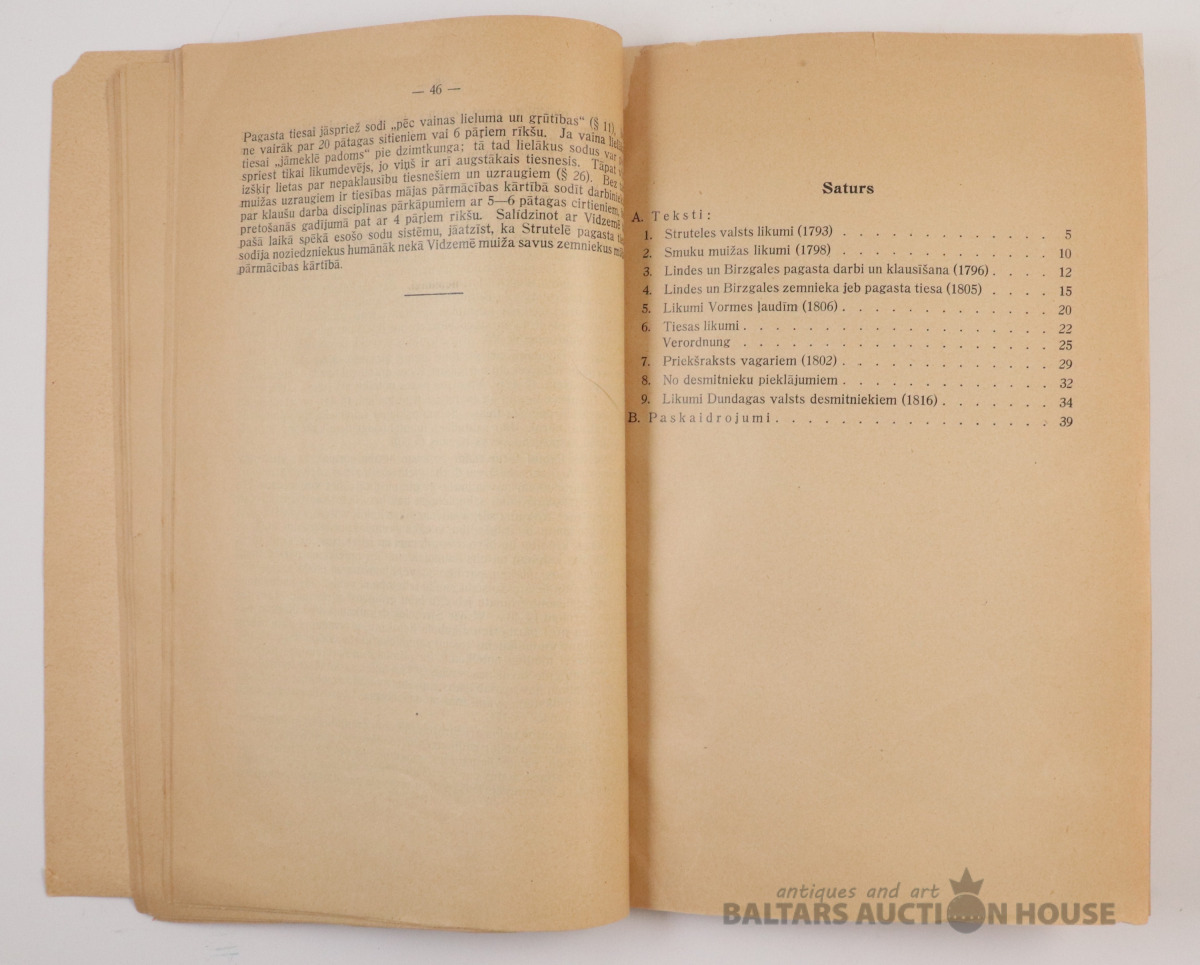 — 46 —
Pagasta tiesai jāspriež sodi „pēc vainas lieluma un grūtības“ (§ 11),
ne vairāk par 20 pātagas sitieniem vai 6 pāriem rīkšu. Ja vaina
tiesai „jāmeklē padoms“ pie dzimtkunga; tā tad lielākus sodus var
spriest tikai likumdevējs, jo viņš ir arī augstākais tiesnesis. Tāpat
izšķir lietas par nepaklausību tiesnešiem un uzraugiem (§ 26). Bez
muižas uzraugiem ir tiesības mājas pārmācības kārtībā sodīt
par klaušu darba disciplīnas pārkāpumiem ar 5—6 pātagas cirtieniem,
pretošanās gadījumā pat ar 4 pāriem rīkšu. Salīdzinot ar Vidzemē
pašā laikā spēkā esošo sodu sistēmu, jāatzīst, ka Strutelē pagasta
sodīja noziedzniekus humānāk nekā Vidzemē muiža savus zemniekus
pārmācības kārtībā.
Saturs
A. Teksti:
1. Struteles valsts likumi (1793) . . . . . . . . . . . . . 5
2. Smuku muižas likumi (1798) . . . . . . . . . . . . . 10
3. Lindes un Birzgales pagasta darbi un klausīšana (1796) . . . . 12
4. Lindes un Birzgales zemnieka jeb pagasta tiesa (1805) . . . . 15
5. Likumi Vormes ļaudīm (1806) . . . . . . . . . . . . . 20
6. Tiesas likumi . . . . . . . . . . . . . . . . . . . 22
Verordnung . . . . . . . . . . . . . . . . . . . 25
7. Priekšraksts vagariem (1802) . . . . . . . . . . . . . 29
8. No desmitnieku pieklājumiem . . . . . . . . . . . . . 32
9. Likumi Dundagas valsts desmitniekiem (1816) . . . . . . . 34
B. Paskaidrojumi . . . . . . . . . . . . . . . . . 39
antiques and art
BALTARS AUCTION HOUSE